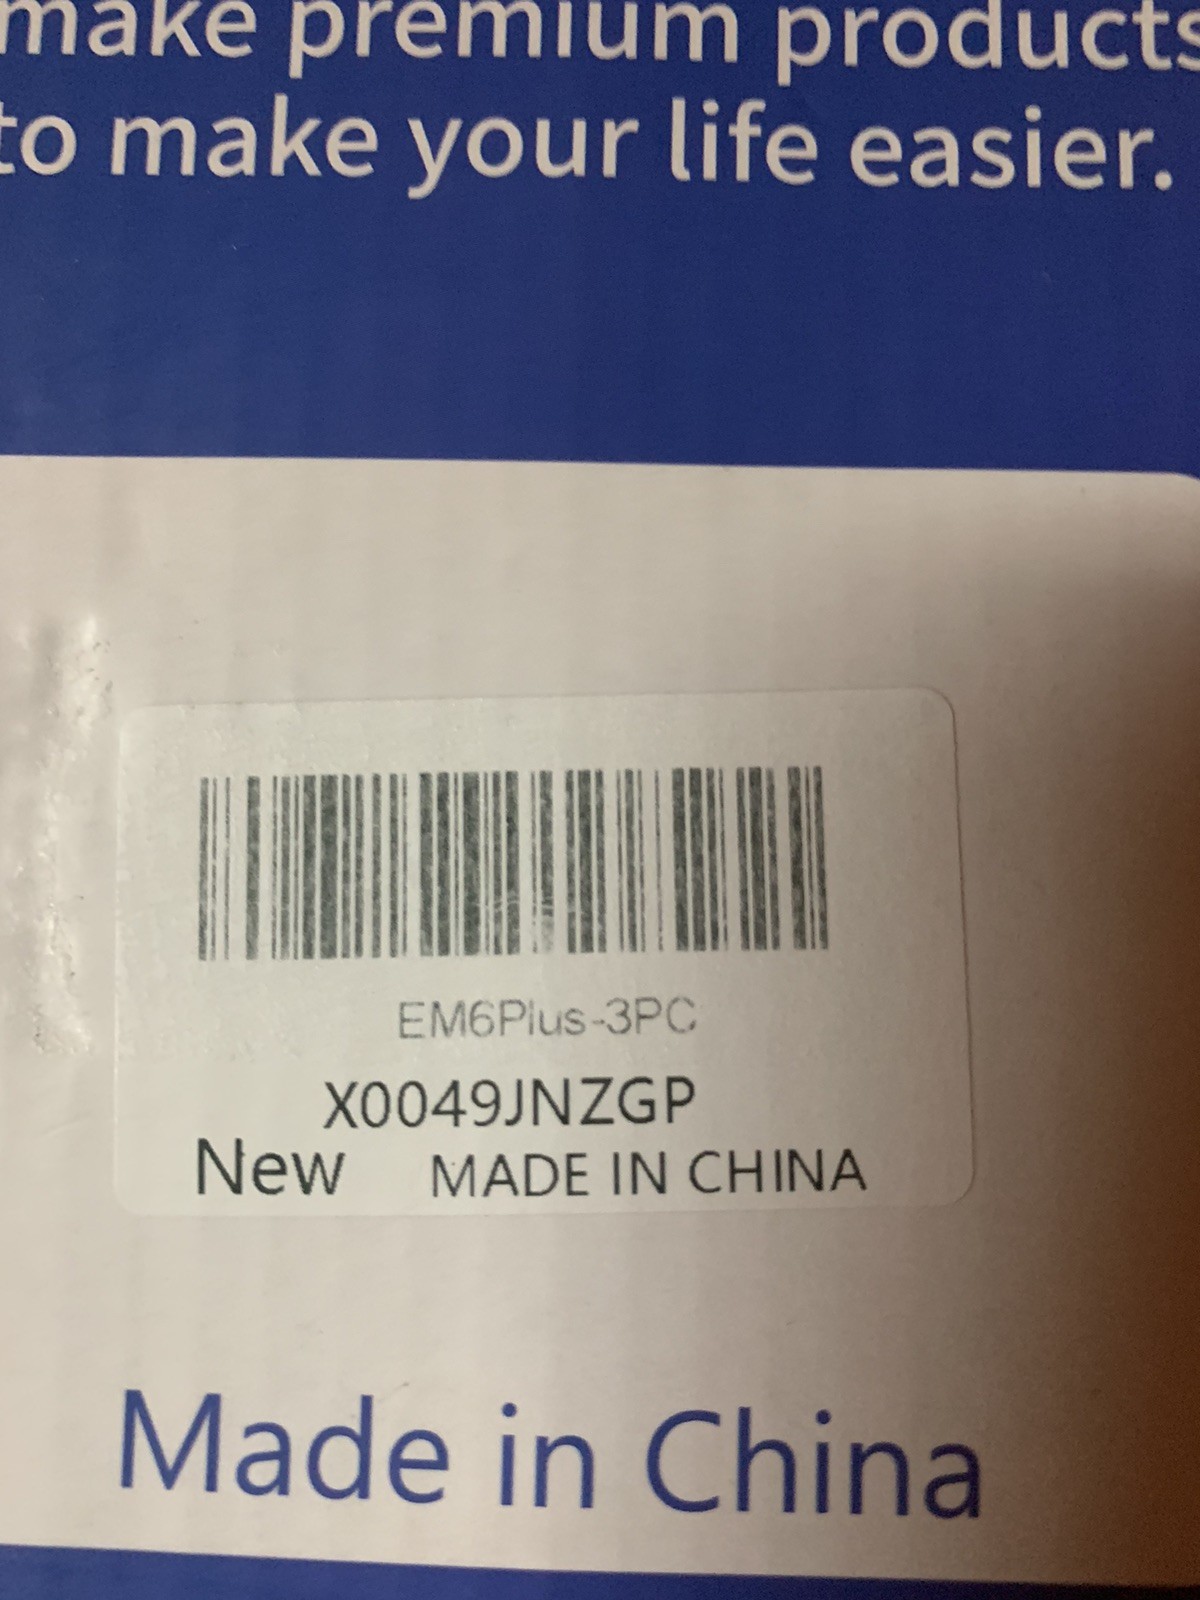 make premium products
to make your life easier.
EM6Plus-3PC
X0049JNZGP
New MADE IN CHINA
Made in China